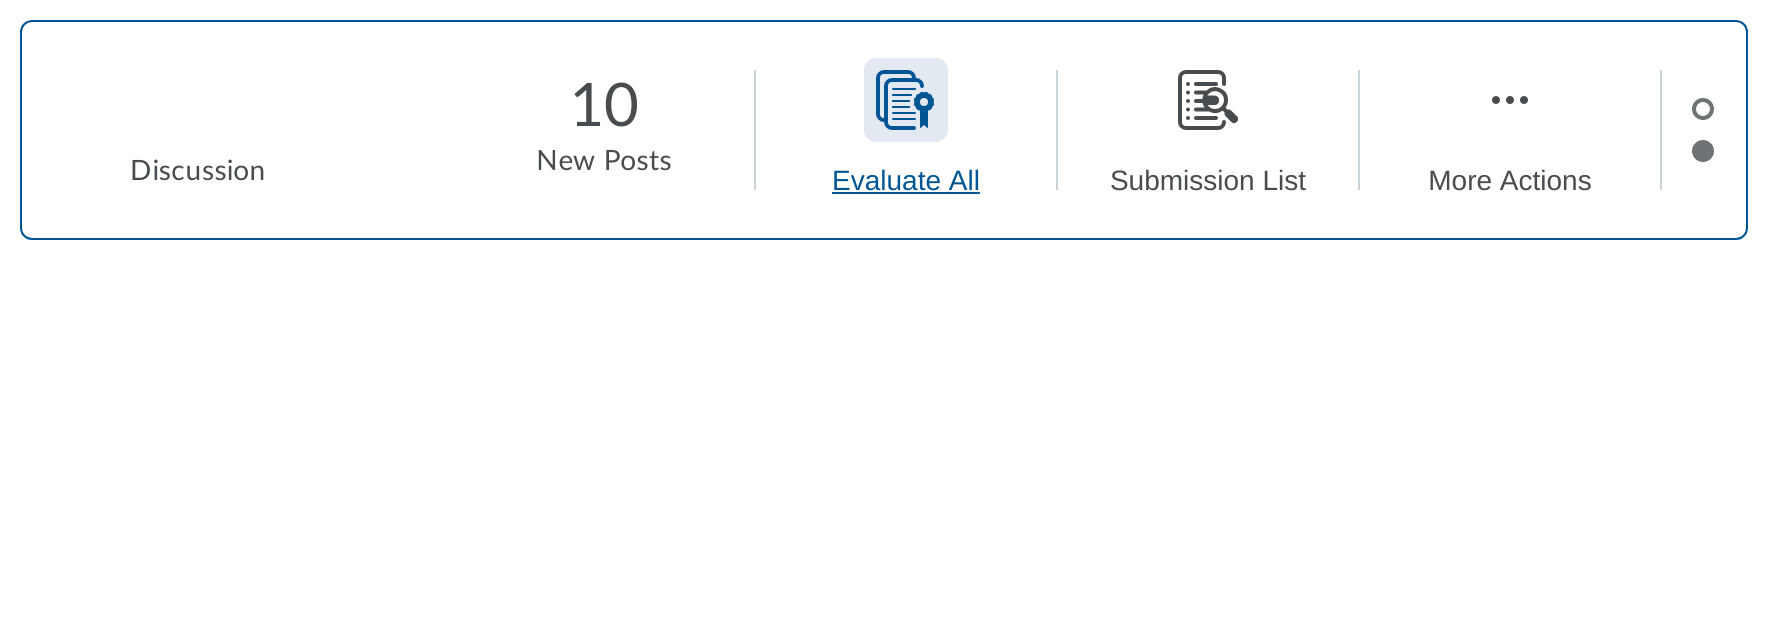 Discussion
10
New Posts
Evaluate All
Submission List
More Actions